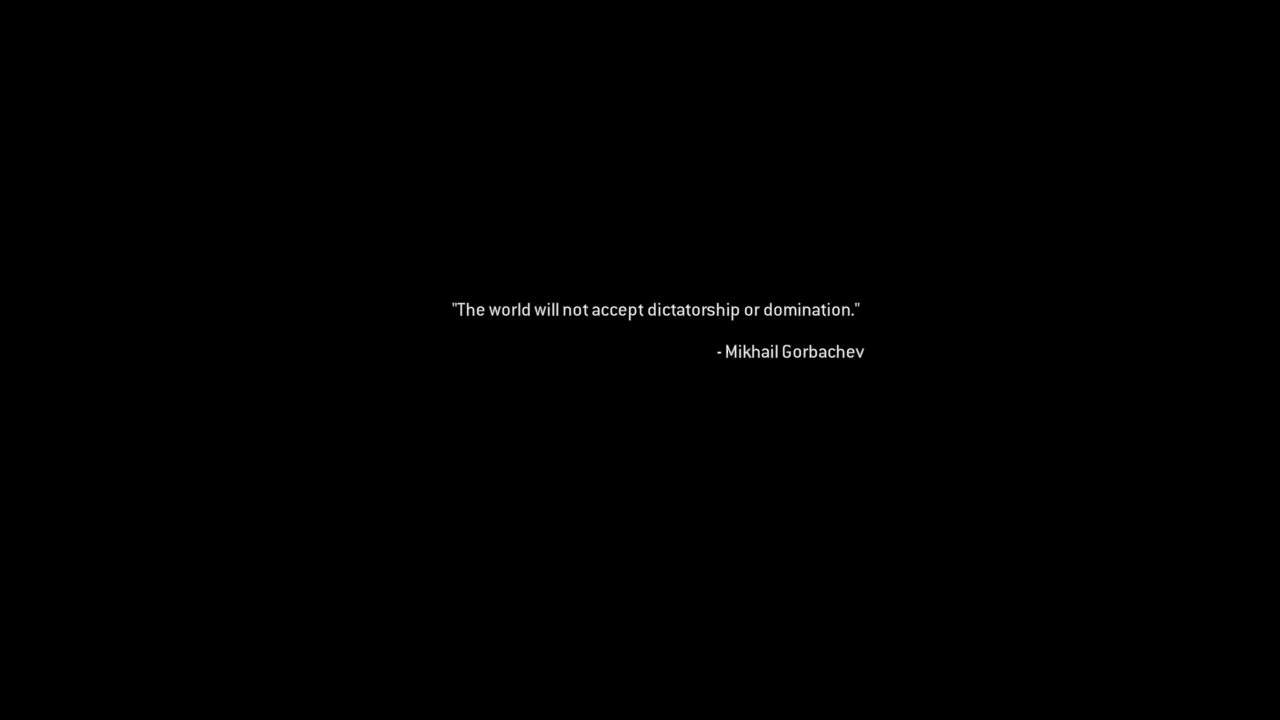 "The world will not accept dictatorship or domination."
- Mikhail Gorbachev